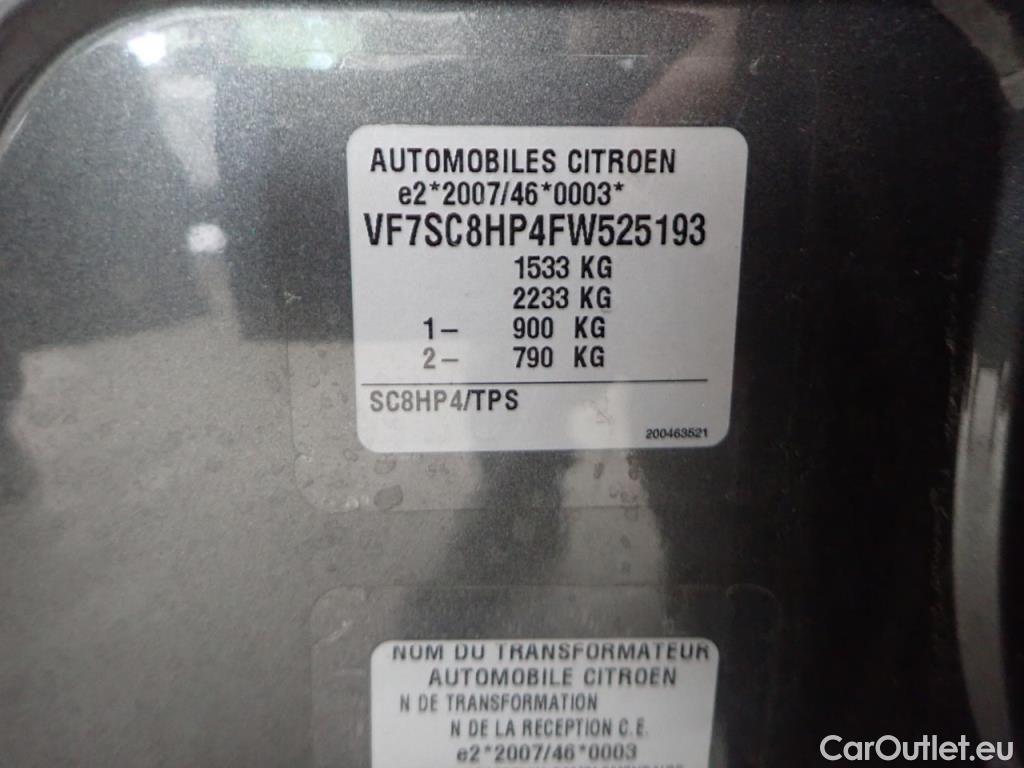 AUTOMOBILES CITROEN
e2*2007/46*0003*
VF7SC8HP4FW525193
1533 KG
2233 KG
1- 900 KG
2- 790 KG
SC8HP4/TPS
200463521
NOM DU TRANSFORMATEUR
AUTOMOBILE CITROEN
N DE TRANSFORMATION
N DE LA RECEPTION C.E.
e2*2007/46*0003
CarOutlet.eu